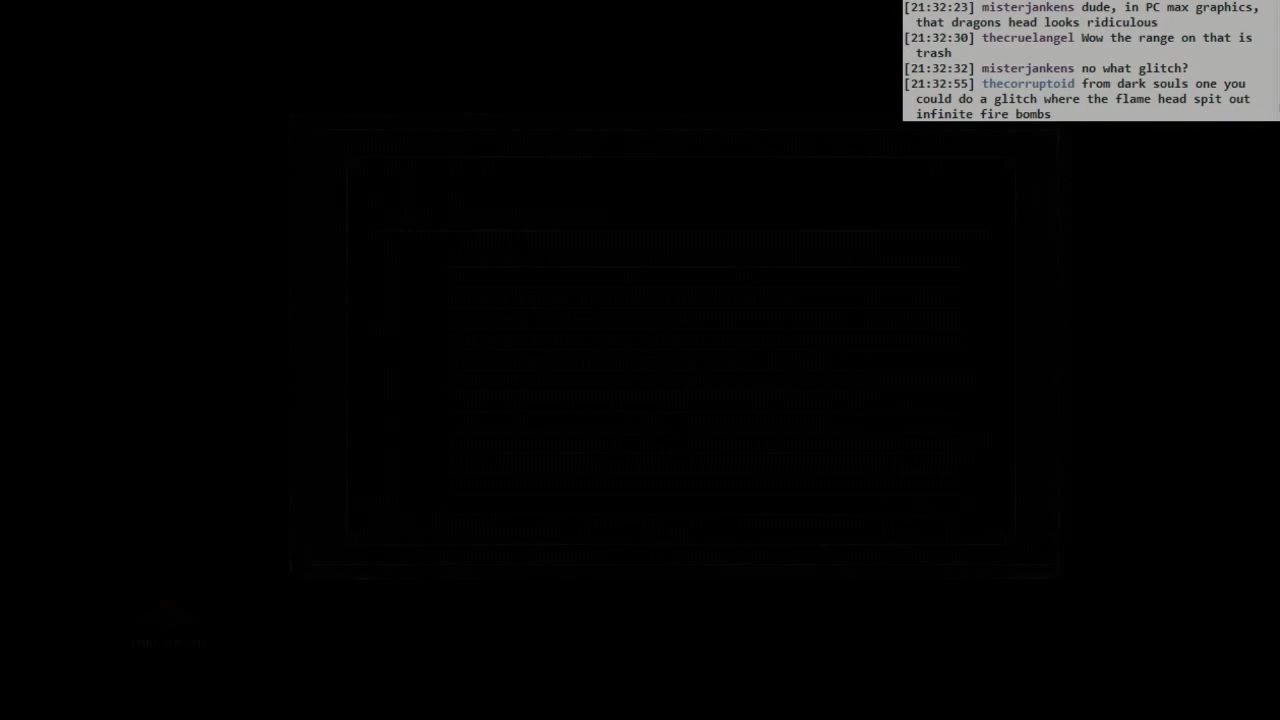 [21:32:23] misterjankens dude, in PC max graphics,
that dragons head looks ridiculous
[21:32:30] thecruelangel Wow the range on that is
trash
[21:32:32] misterjankens no what glitch?
[21:32:55] thecorruptoid from dark souls one you
could do a glitch where the flame head spit out
infinite fire bombs